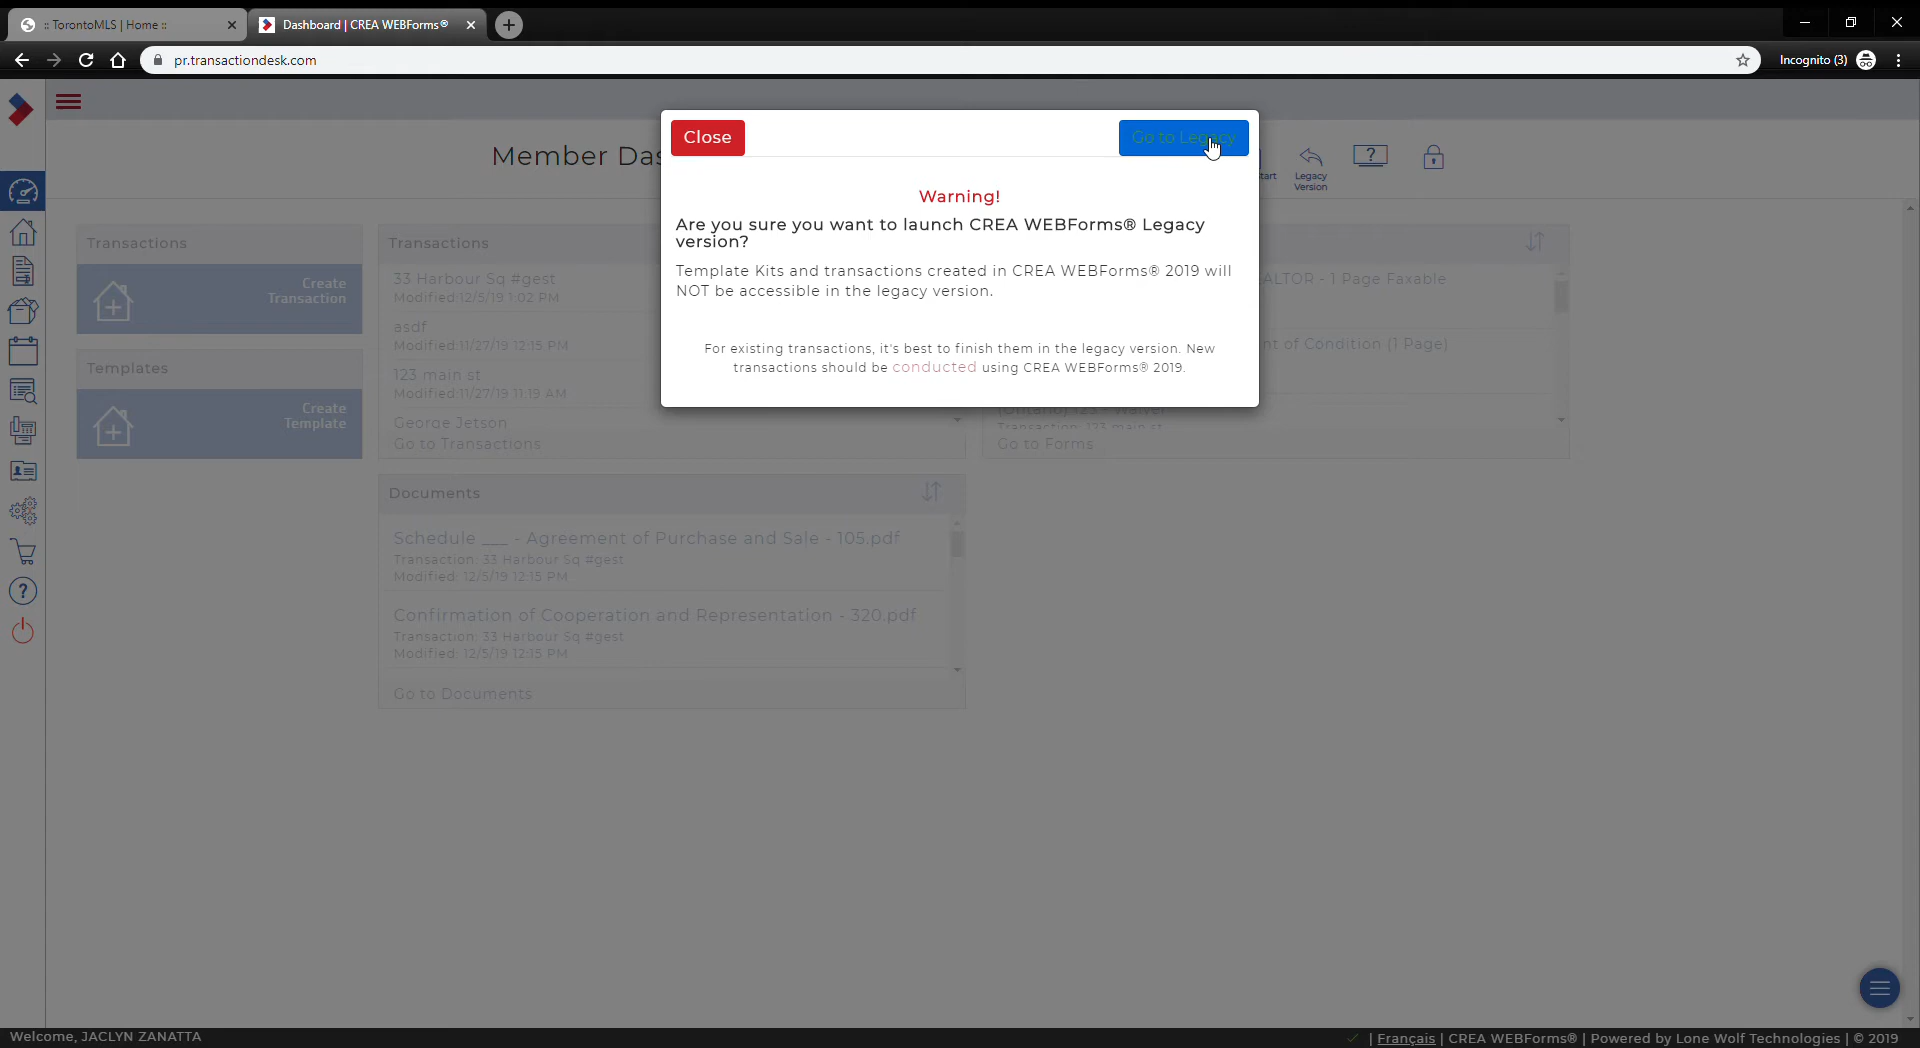 :: TorontoMLS | Home ::
Dashboard | CREA WEBForms®
pr.transactiondesk.com
Incognito (3)
Close
Go to Legacy
Member Das
tart
Legacy
Version
Warning!
Are you sure you want to launch CREA WEBForms® Legacy
version?
Template Kits and transactions created in CREA WEBForms® 2019 will
NOT be accessible in the legacy version.
For existing transactions, it's best to finish them in the legacy version. New
transactions should be conducted using CREA WEBForms® 2019.
Transactions
Create
Transaction
Templates
Create
Template
Transactions
33 Harbour Sq #gest
Modified:12/5/19 1:02 PM
asdf
Modified:11/27/19 12:15 PM
123 main st
Modified:11/27/19 11:19 AM
George Jetson
Go to Transactions
ALTOR - 1 Page Faxable
nt of Condition (1 Page)
(Ontario) 123 - Waiver
Transaction: 123 main st
Go to Forms
Documents
Schedule ___ - Agreement of Purchase and Sale - 105.pdf
Transaction: 33 Harbour Sq #gest
Modified: 12/5/19 12:15 PM
Confirmation of Cooperation and Representation - 320.pdf
Transaction: 33 Harbour Sq #gest
Modified: 12/5/19 12:15 PM
Go to Documents
Welcome, JACLYN ZANATTA
| Français | CREA WEBForms® | Powered by Lone Wolf Technologies | © 2019